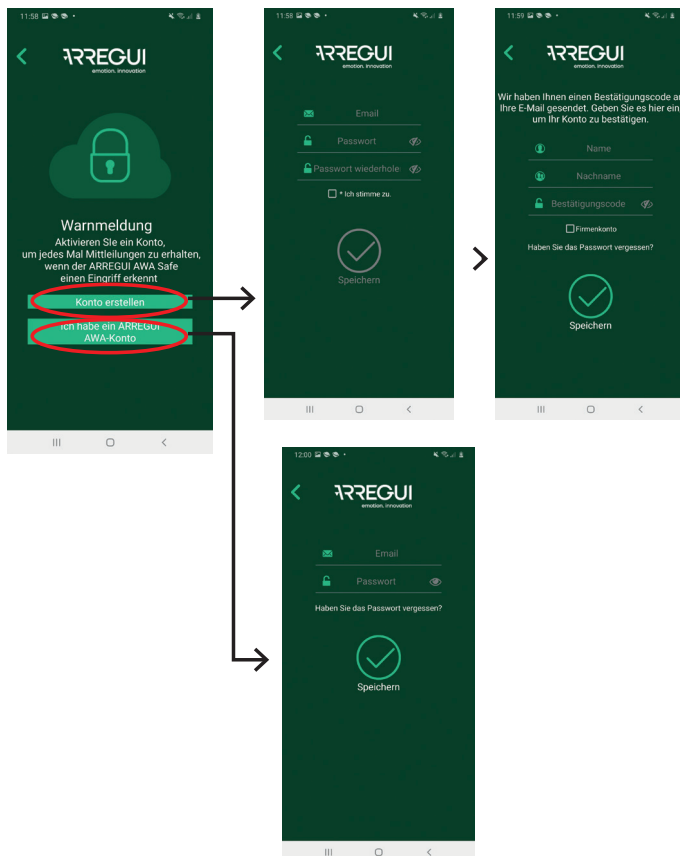 11:58
ARREGUI
emotion. innovation
Warnmeldung
Aktivieren SIe ein Konto,
um jedes Mal Mitteilungen zu erhalten,
wenn der ARREGUI AWA Safe
einen Eingriff erkennt
Konto erstellen
Ich habe ein ARREGUI
AWA-Konto
11:58
ARREGUI
emotion. innovation
Email
Passwort
Passwort wiederhole
* Ich stimme zu.
Speichern
11:59
ARREGUI
emotion. innovation
Wir haben Ihnen einen Bestätigungscode an
Ihre E-Mail gesendet. Geben Sie es hier ein,
um Ihr Konto zu bestätigen.
Name
Nachname
Bestätigungscode
Firmenkonto
Haben Sie das Passwort vergessen?
Speichern
12:00
ARREGUI
emotion. innovation
Email
Passwort
Haben Sie das Passwort vergessen?
Speichern